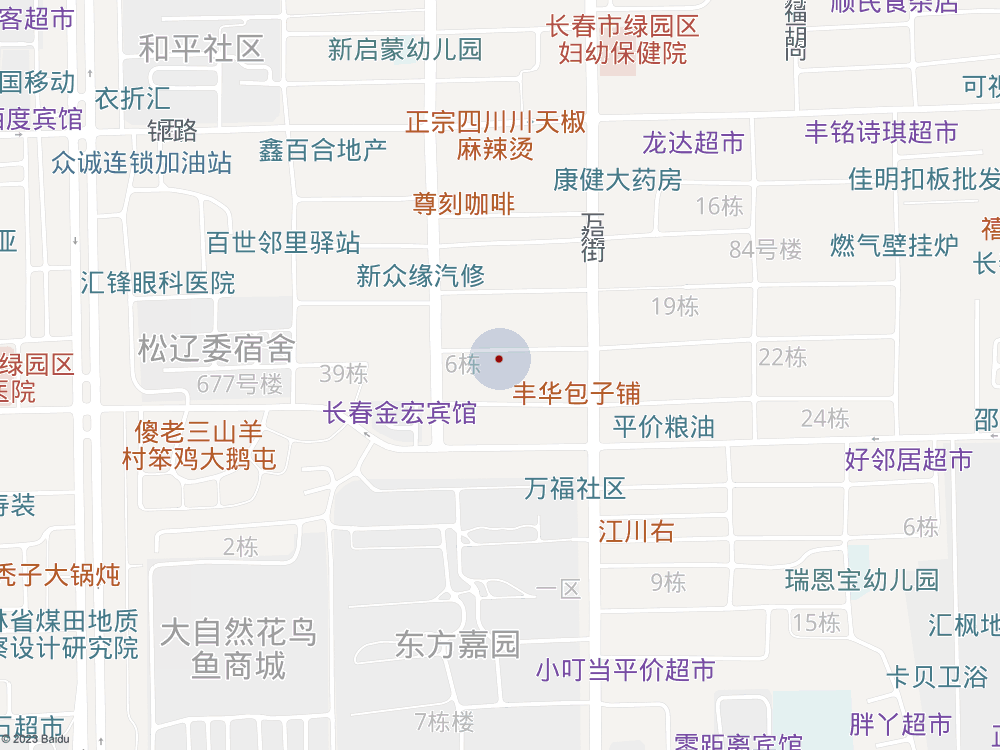 客超市
顺民食杂店
福
胡同
和平社区
新启蒙幼儿园
长春市绿园区
妇幼保健院
国移动
衣折汇
可视
百度宾馆
铭路
正宗四川川天椒
麻辣烫
龙达超市
丰铭诗琪超市
众诚连锁加油站
鑫百合地产
康健大药房
佳明扣板批发
尊刻咖啡
16栋
万福街
亚
百世邻里驿站
84号楼
燃气壁挂炉
禧
长
汇锋眼科医院
新众缘汽修
19栋
松辽委宿舍
绿园区
医院
677号楼
39栋
6栋
22栋
丰华包子铺
长春金宏宾馆
平价粮油
24栋
邵
傻老三山羊
村笨鸡大鹅屯
好邻居超市
寿装
万福社区
江川右
6栋
2栋
秃子大锅炖
一区
9栋
瑞恩宝幼儿园
林省煤田地质
察设计研究院
大自然花鸟
鱼商城
东方嘉园
15栋
汇枫地
小叮当平价超市
卡贝卫浴
石超市
7栋楼
胖丫超市
零距离宾馆
© 2023 Baidu